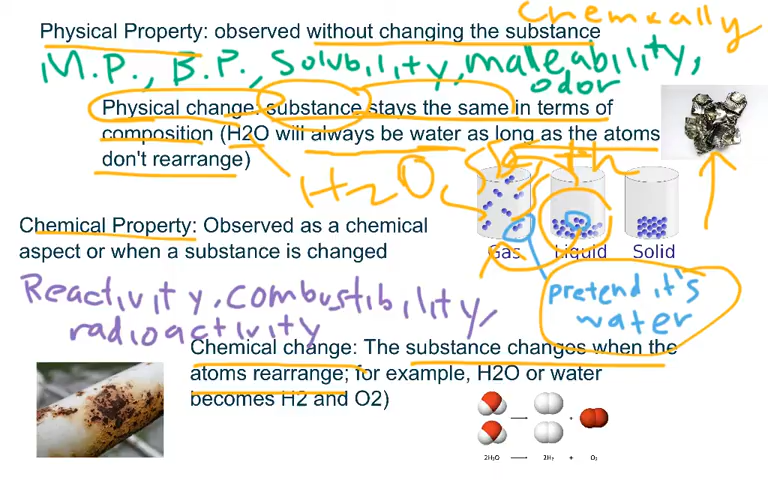 chemically
Physical Property: observed without changing the substance
M.P., B.P., Solubility, maleability,
odor
Physical change: substance stays the same in terms of
composition (H2O will always be water as long as the atoms
don't rearrange)
H2O
Chemical Property: Observed as a chemical
aspect or when a substance is changed
Gas Liquid Solid
Reactivity, combustibility,
radioactivity
pretend it's
water
Chemical change: The substance changes when the
atoms rearrange; for example, H2O or water
becomes H2 and O2)
2H₂O → 2H₂ + O₂